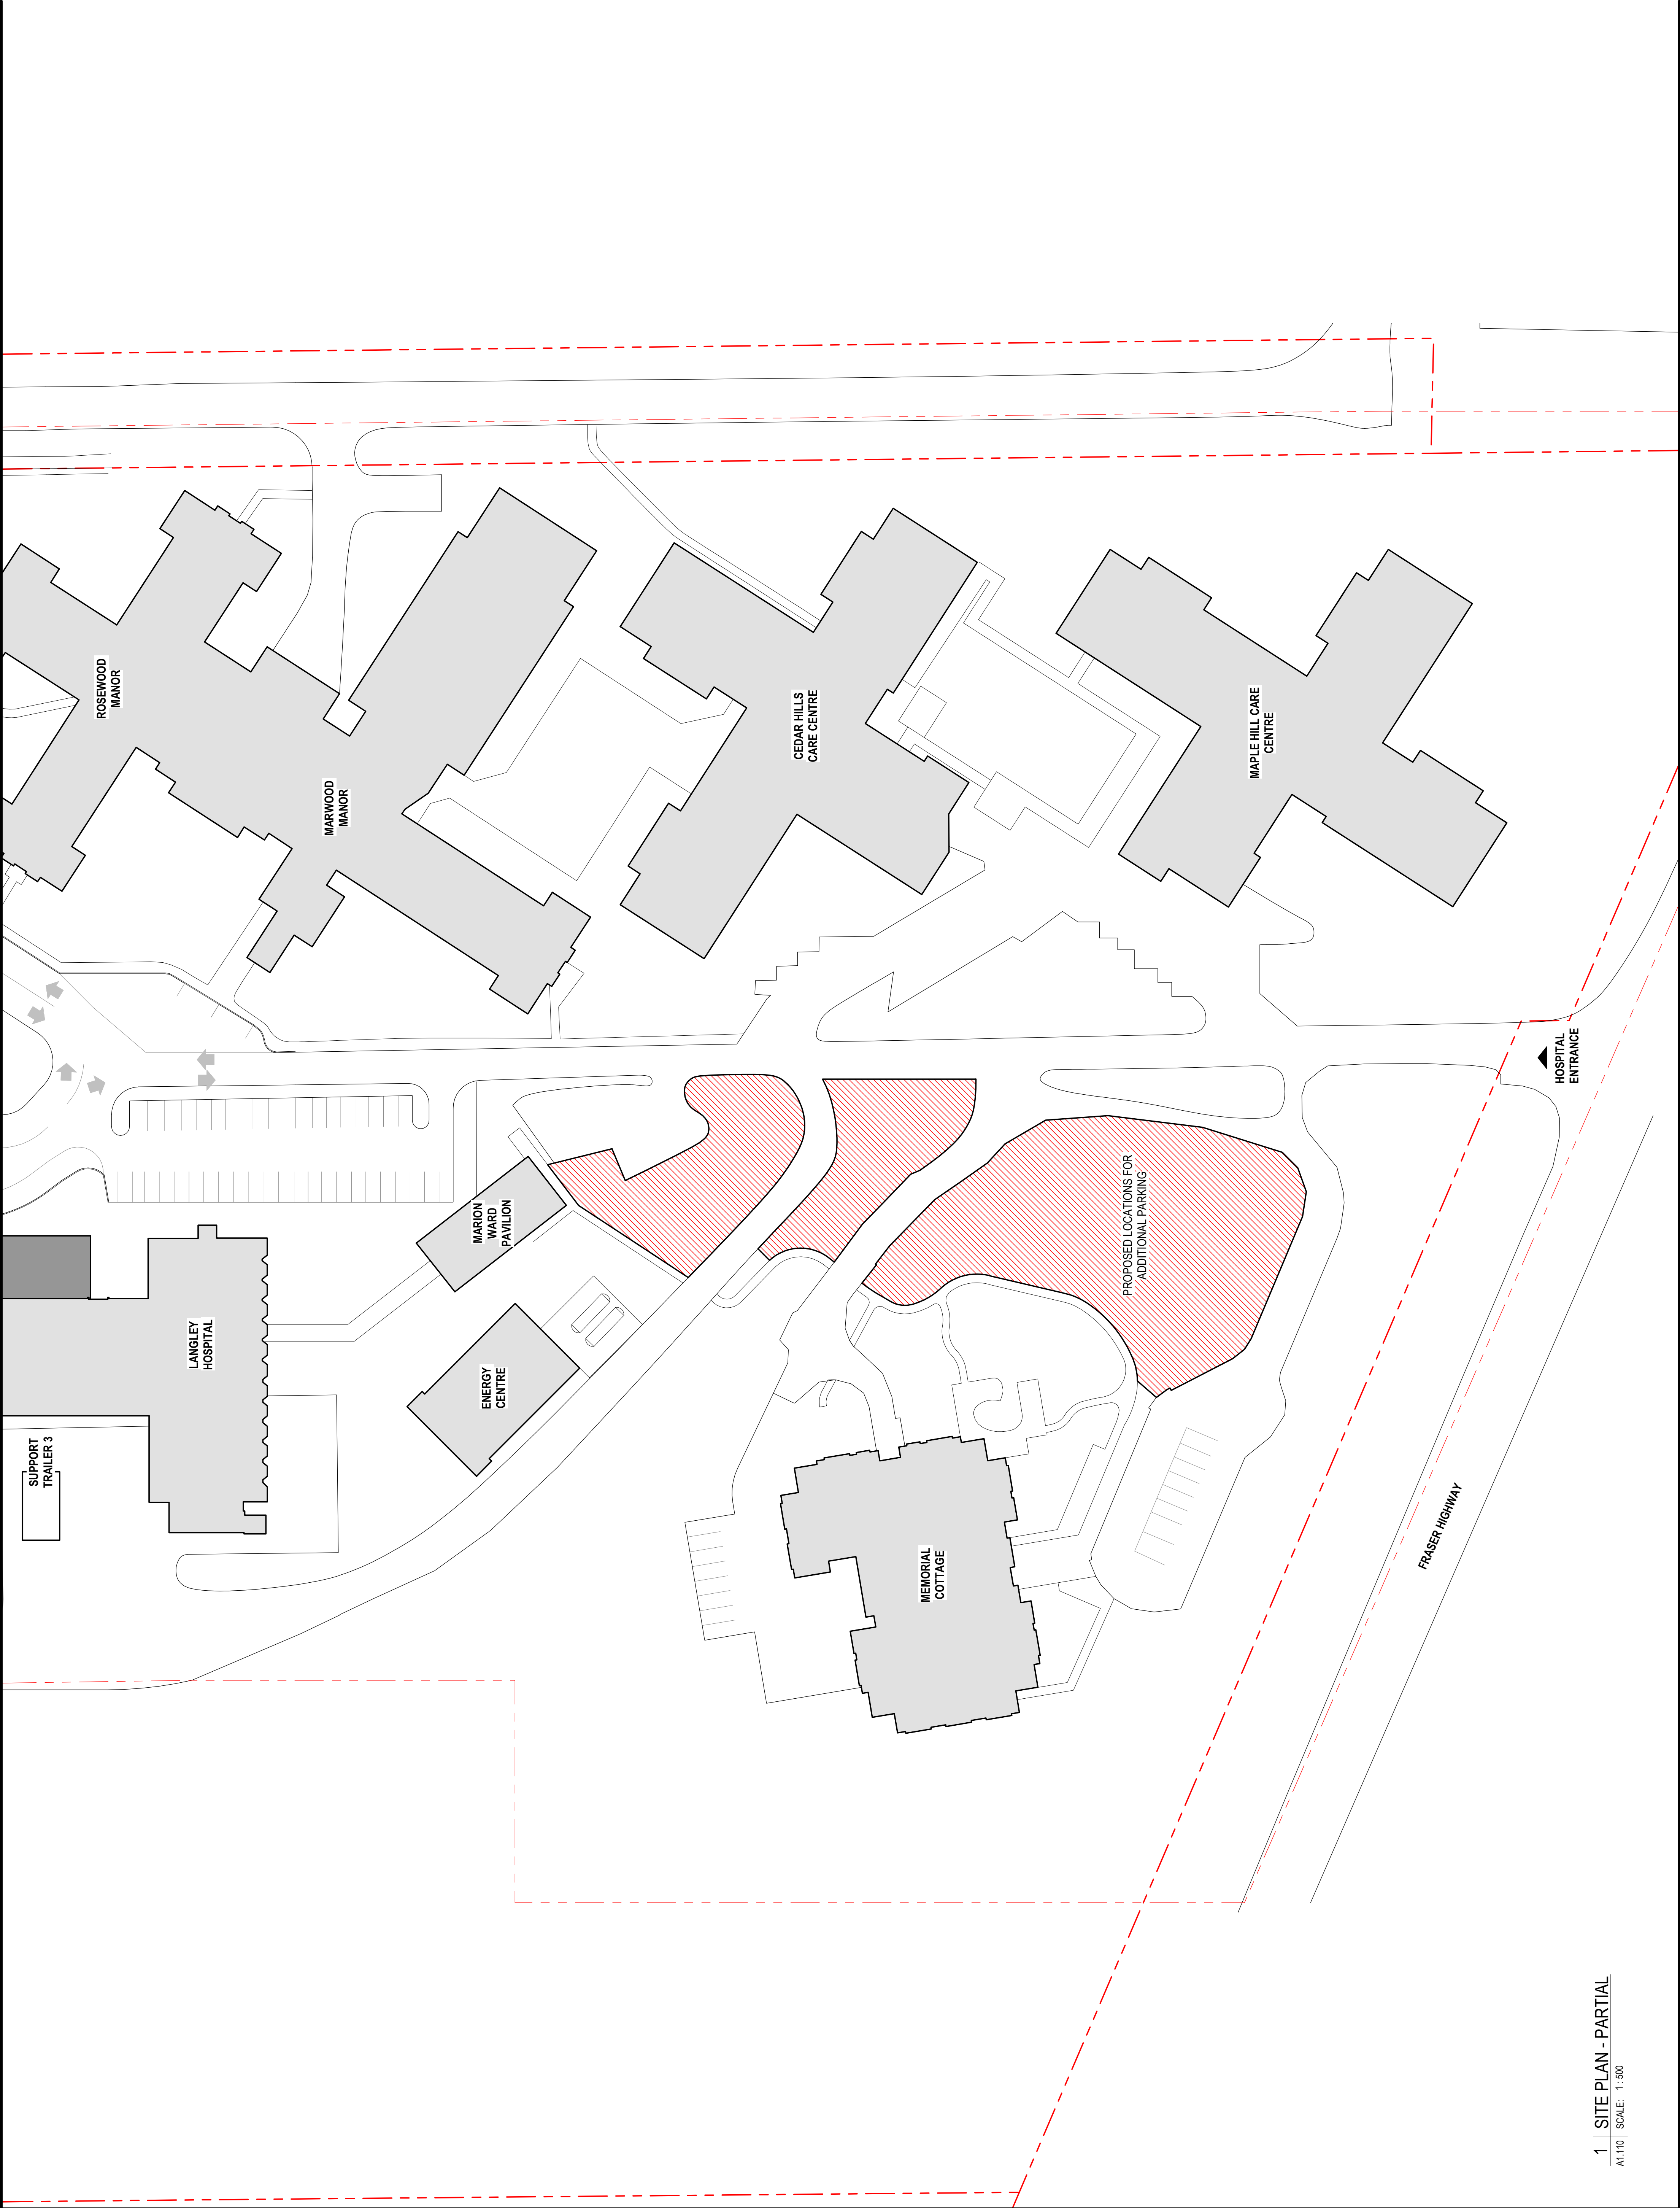 ROSEWOOD
MANOR
MARWOOD
MANOR
CEDAR HILLS
CARE CENTRE
MAPLE HILL CARE
CENTRE
HOSPITAL
ENTRANCE
MARION
WARD
PAVILION
PROPOSED LOCATIONS FOR
ADDITIONAL PARKING
LANGLEY
HOSPITAL
ENERGY
CENTRE
SUPPORT
TRAILER 3
MEMORIAL
COTTAGE
FRASER HIGHWAY
1 SITE PLAN - PARTIAL
A1.110 SCALE: 1 : 500